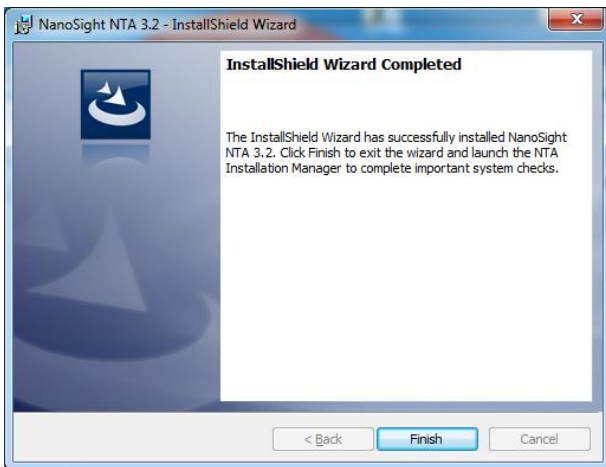 NanoSight NTA 3.2 - InstallShield Wizard
InstallShield Wizard Completed
The InstallShield Wizard has successfully installed NanoSight
NTA 3.2. Click Finish to exit the wizard and launch the NTA
Installation Manager to complete important system checks.
< Back
Finish
Cancel